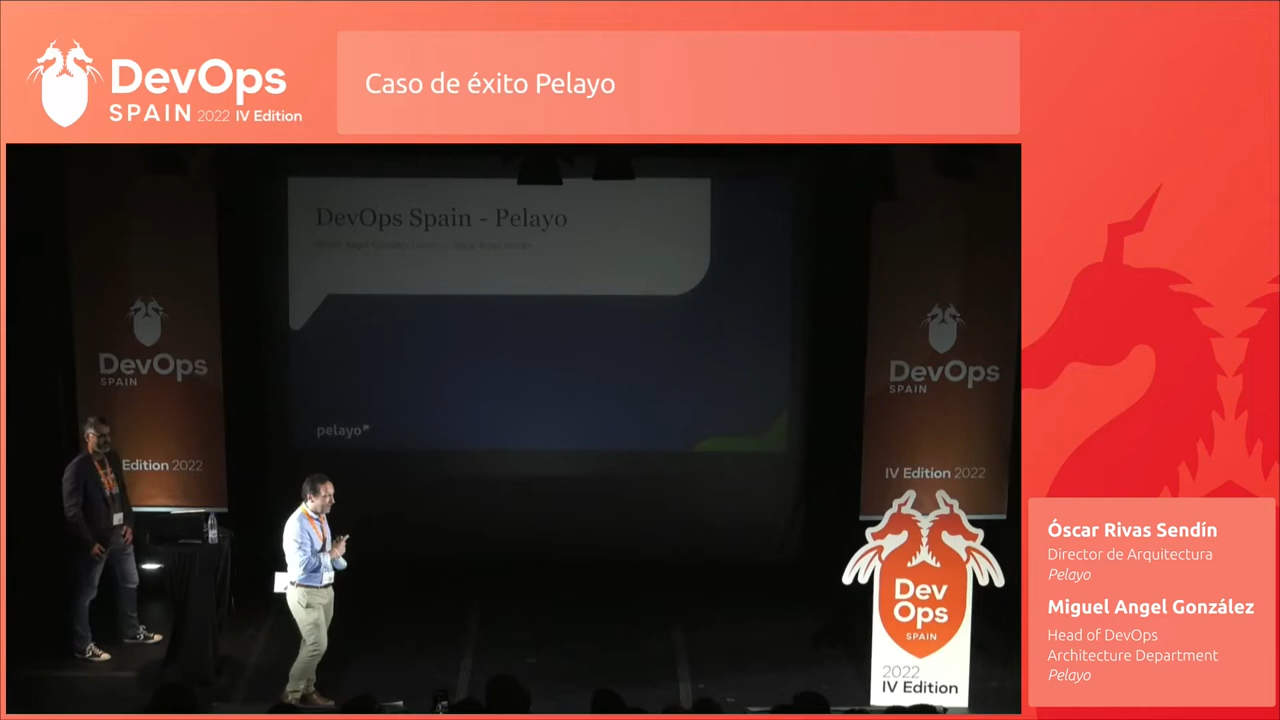 DevOps
SPAIN 2022 IV Edition
Caso de éxito Pelayo
DevOps Spain - Pelayo
pelayo
DevOps
SPAIN
Edition 2022
DevOps
SPAIN
IV Edition 2022
Dev
Ops
SPAIN
2022
IV Edition
Óscar Rivas Sendín
Director de Arquitectura
Pelayo
Miguel Angel González
Head of DevOps
Architecture Department
Pelayo